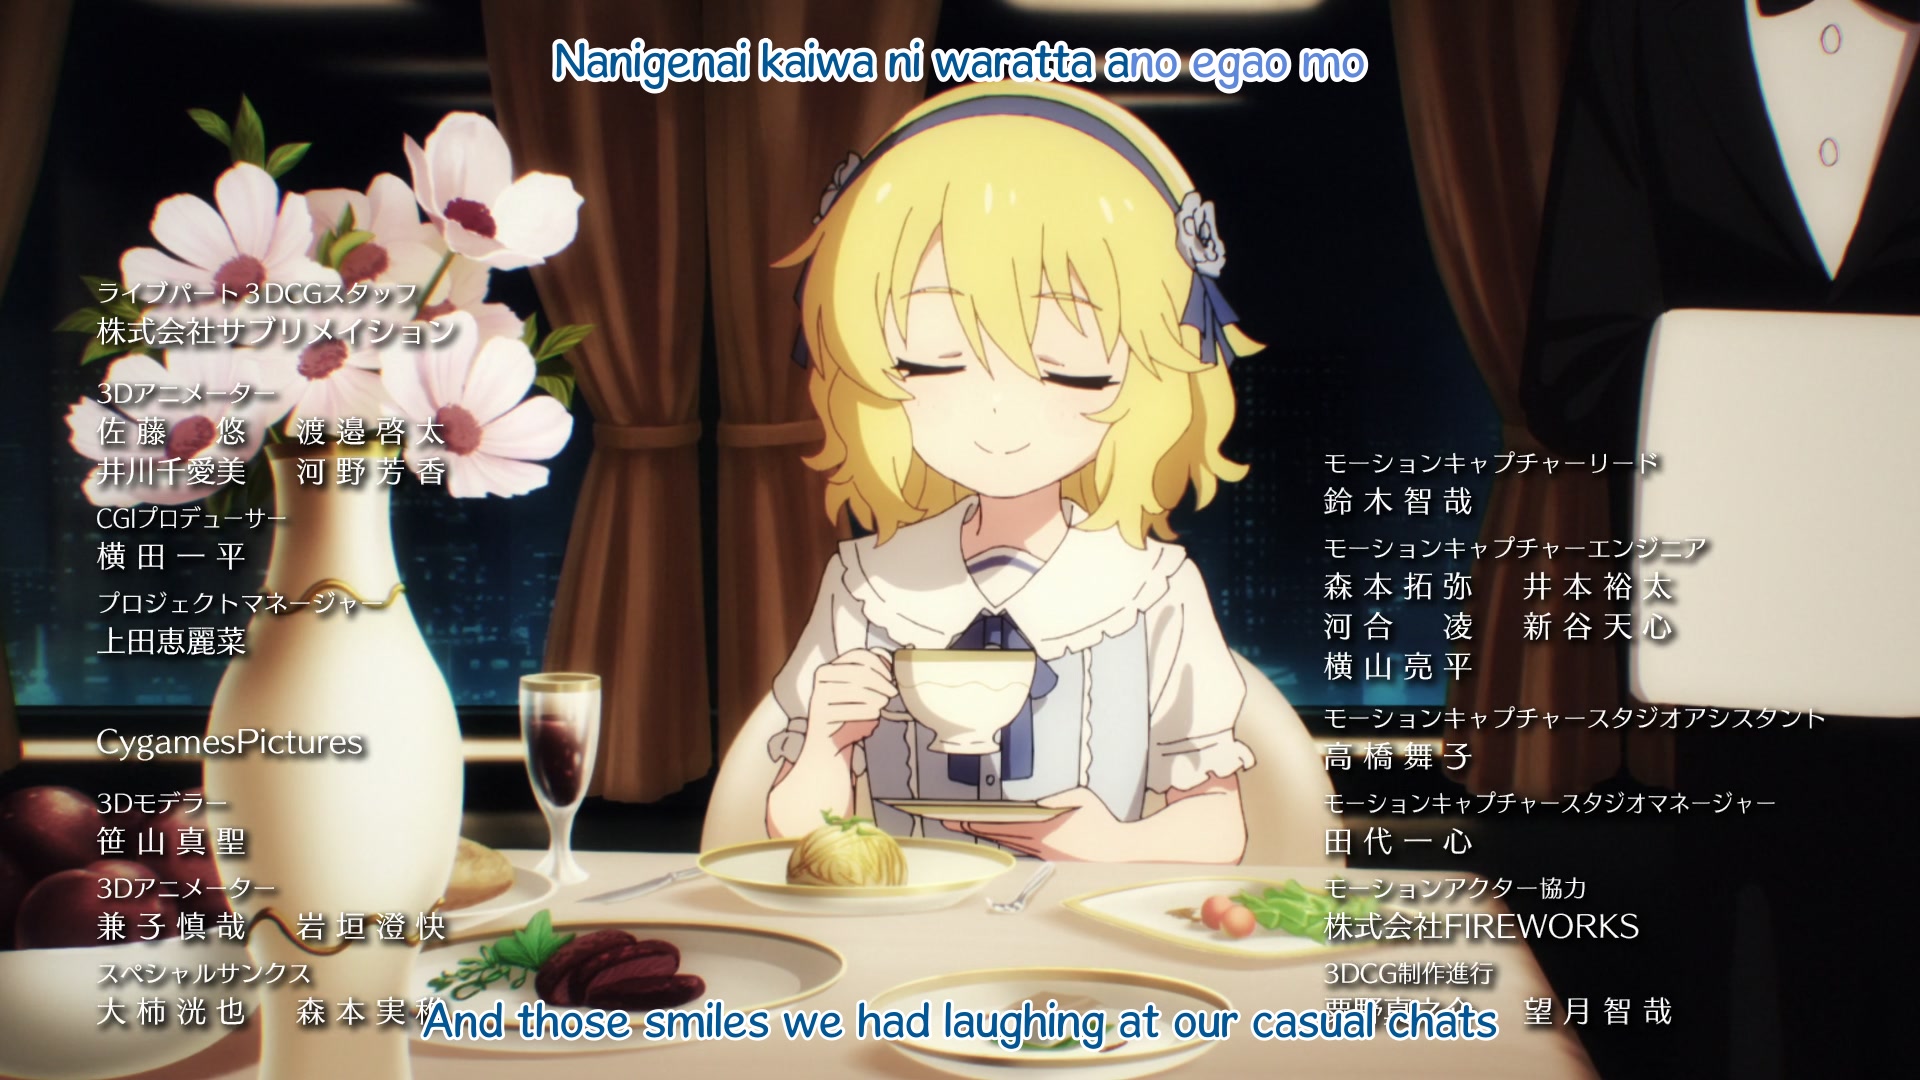 Nanigenai kaiwa ni waratta ano egao mo
ライブパート3DCGスタッフ
株式会社サブリメイション
3Dアニメーター
佐藤 悠 渡邉啓太
井川千愛美 河野芳香
CGIプロデューサー
横田一平
プロジェクトマネージャー
上田恵麗菜
CygamesPictures
3Dモデラー
笹山真聖
3Dアニメーター
兼子慎哉 岩垣澄快
スペシャルサンクス
大柿洸也 森本実
モーションキャプチャーリード
鈴木智哉
モーションキャプチャーエンジニア
森本拓弥 井本裕太
河合 凌 新谷天心
横山亮平
モーションキャプチャースタジオアシスタント
高橋舞子
モーションキャプチャースタジオマネージャー
田代一心
モーションアクター協力
株式会社FIREWORKS
3DCG制作進行
望月智哉
And those smiles we had laughing at our casual chats